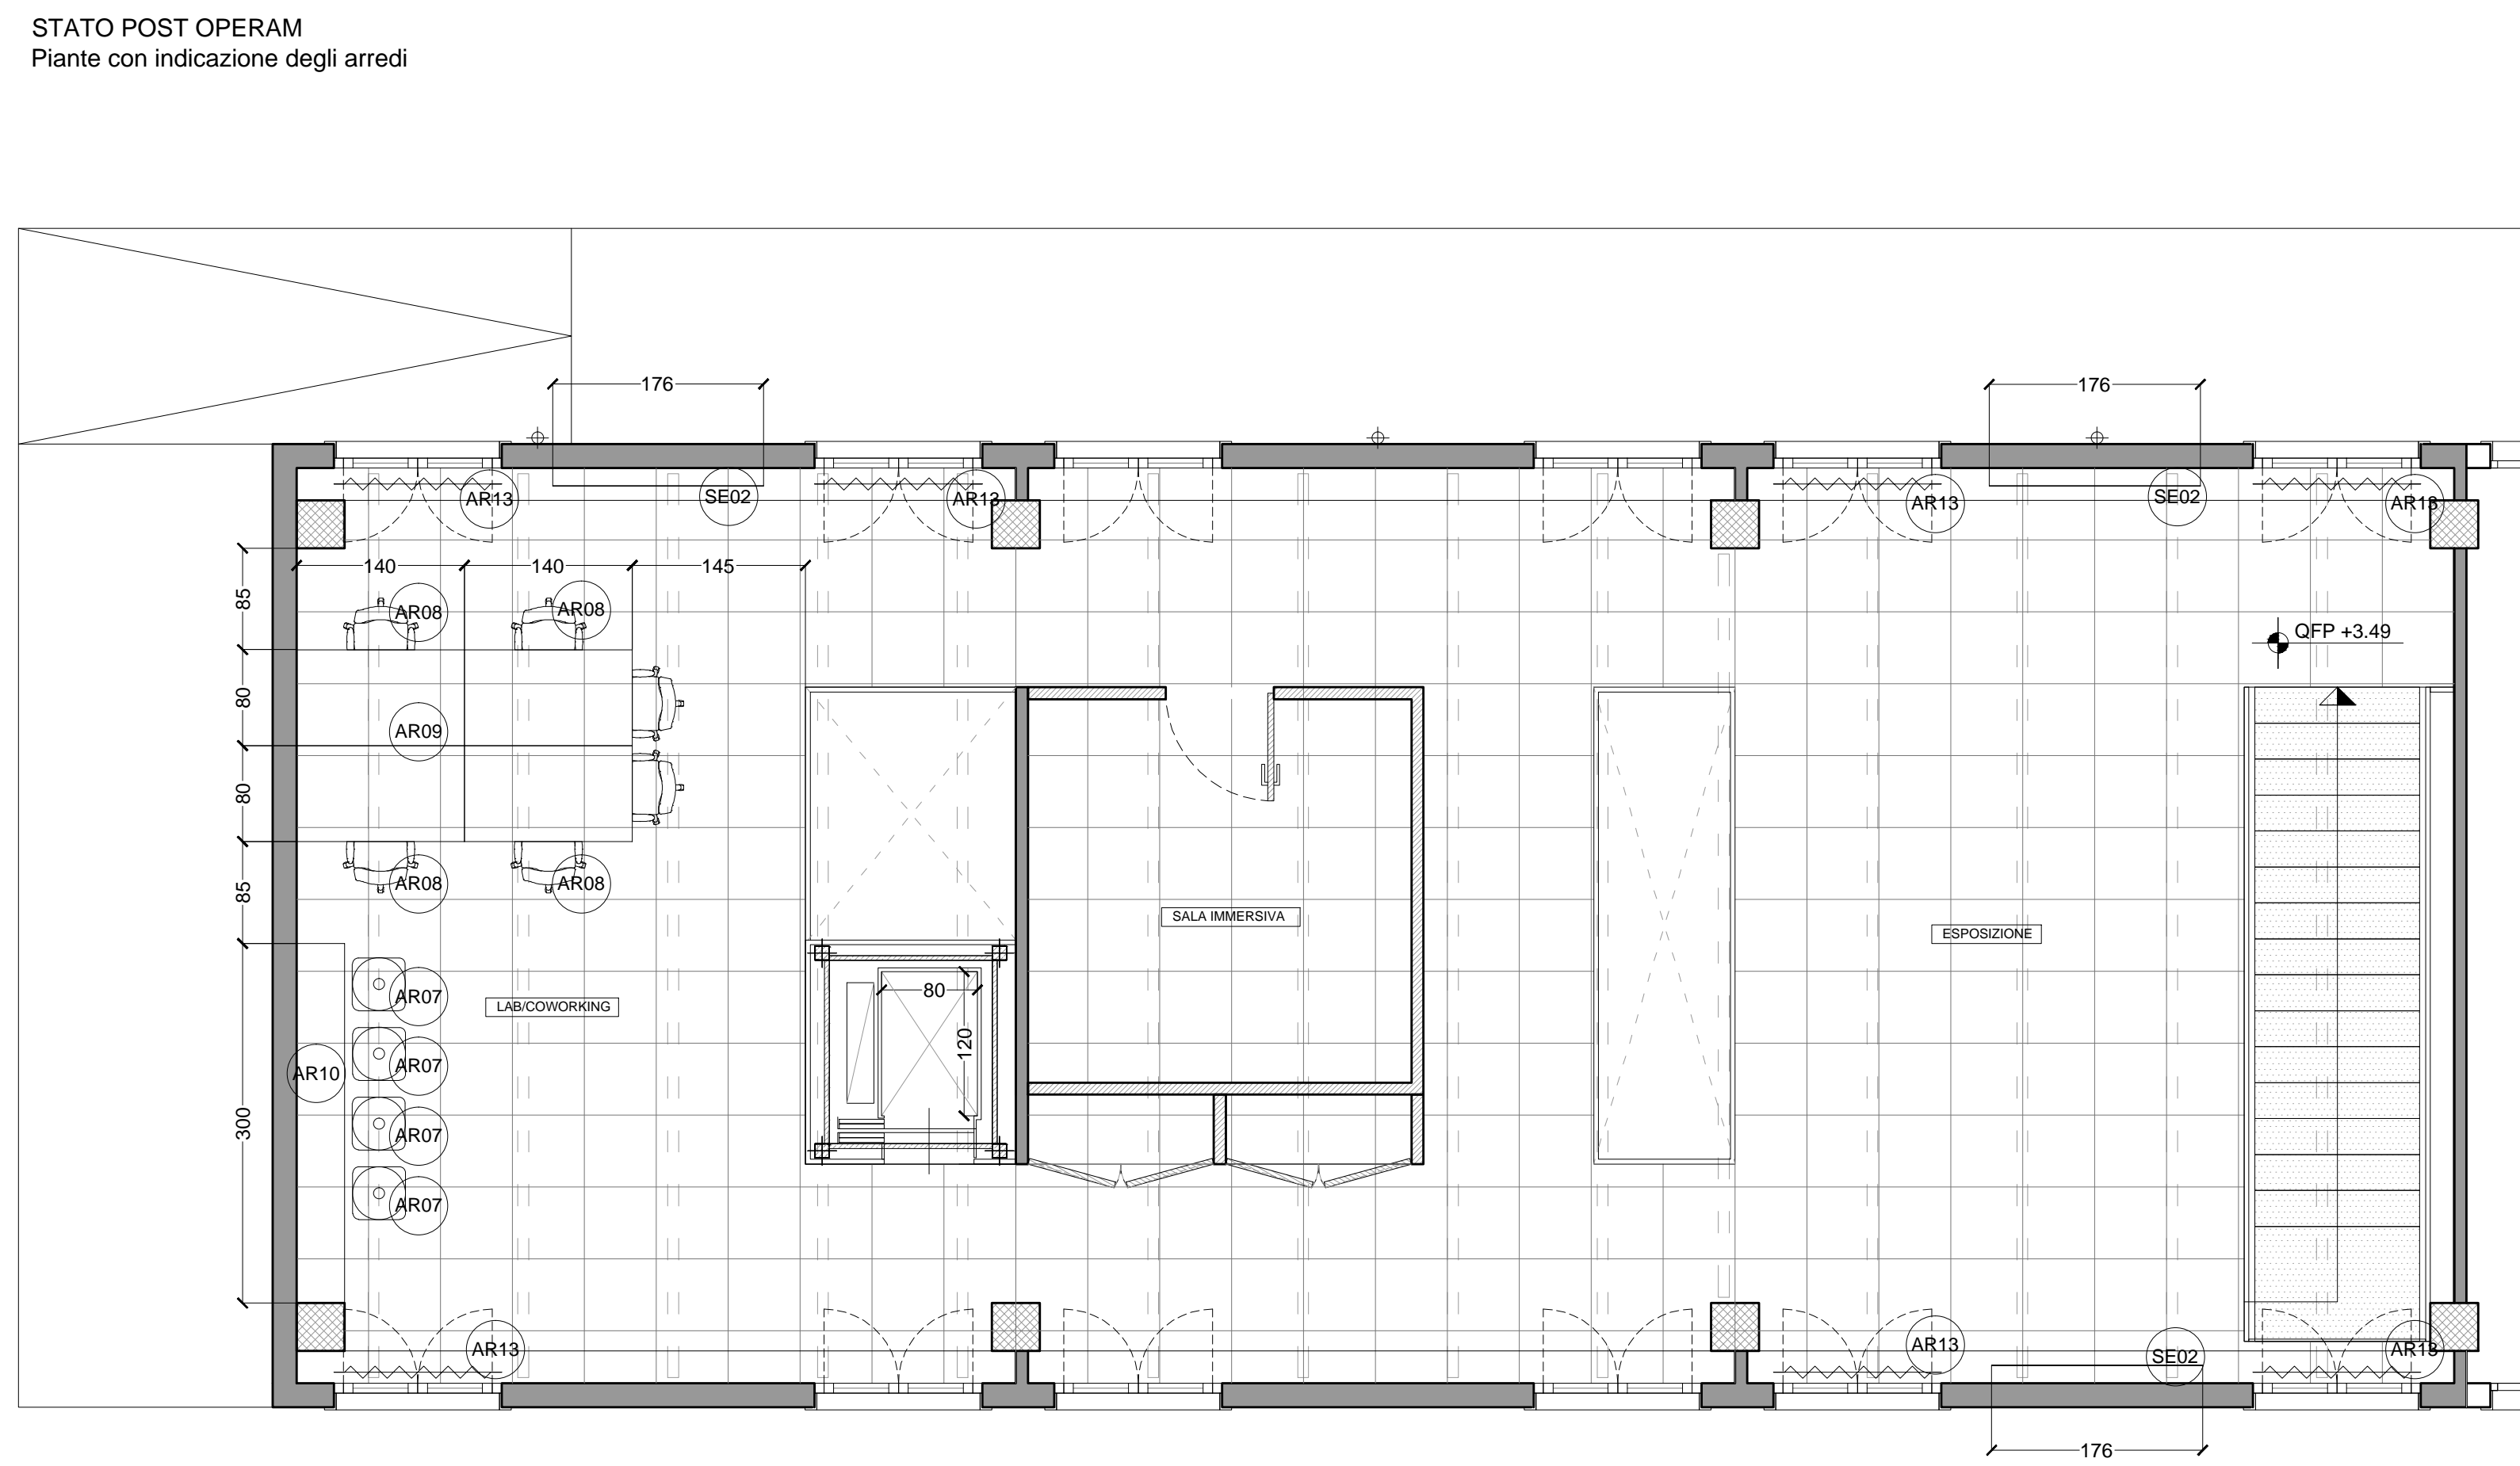 STATO POST OPERAM
Piante con indicazione degli arredi
176
176
AR13
SE02
AR13
AR13
SE02
AR13
140
140
145
85
AR08
AR08
QFP +3.49
80
AR09
80
85
AR08
AR08
SALA IMMERSIVA
ESPOSIZIONE
80
AR07
LAB/COWORKING
120
AR07
AR10
300
AR07
AR07
AR13
AR13
SE02
AR13
176